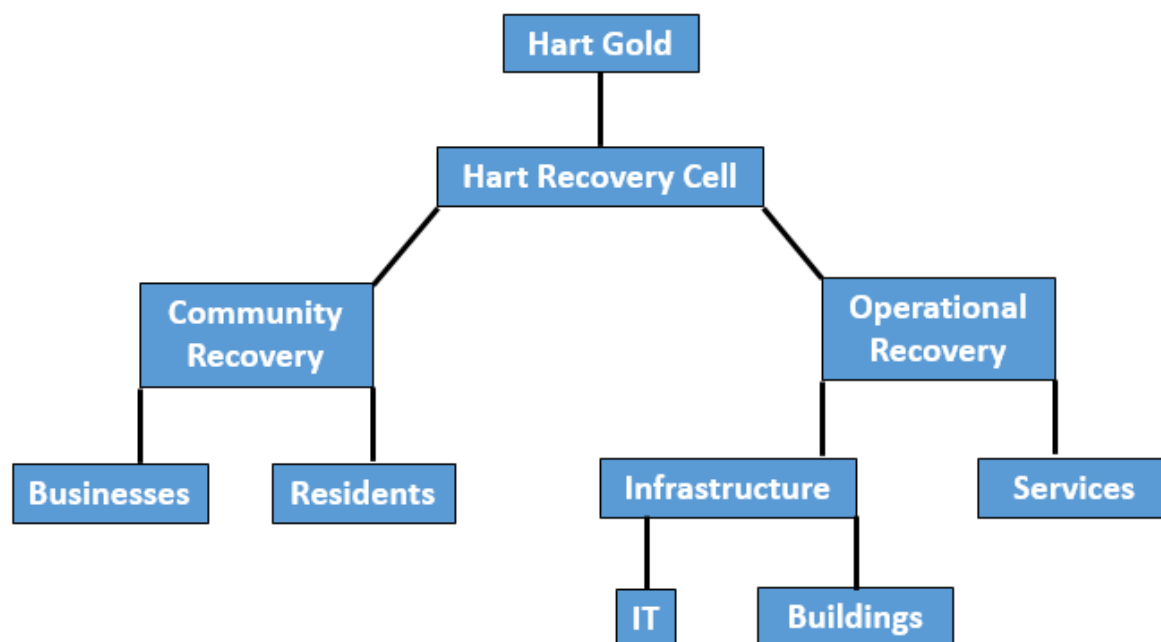 Hart Gold
Hart Recovery Cell
Community
Recovery
Operational
Recovery
Businesses
Residents
Infrastructure
Services
IT
Buildings